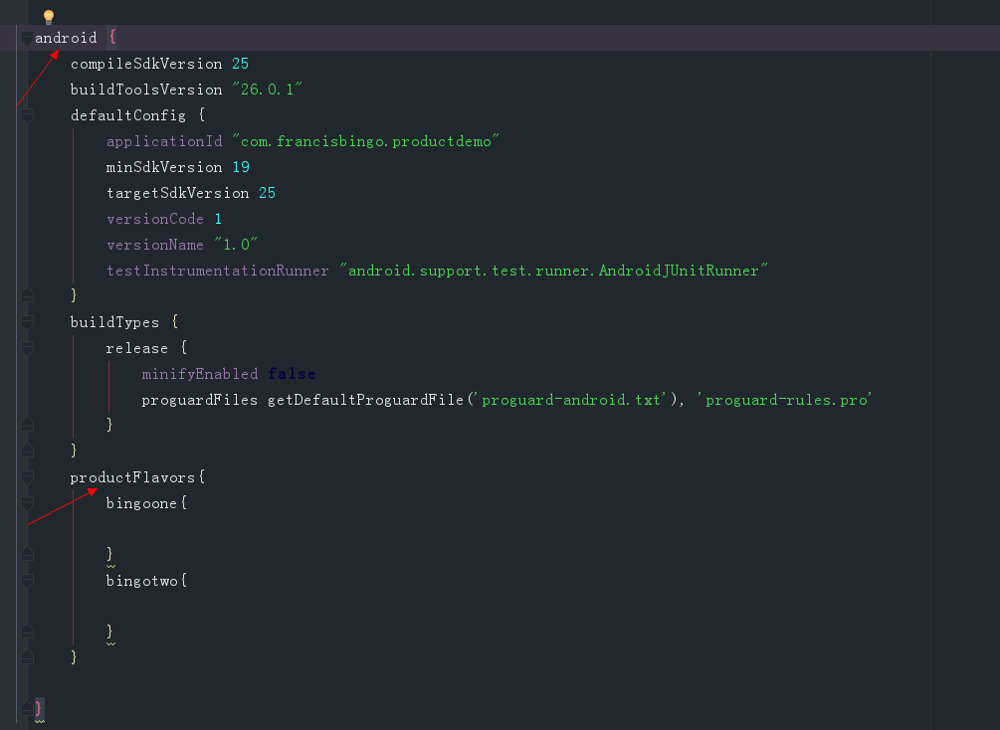 android {
    compileSdkVersion 25
    buildToolsVersion "26.0.1"
    defaultConfig {
        applicationId "com.francisbingo.productdemo"
        minSdkVersion 19
        targetSdkVersion 25
        versionCode 1
        versionName "1.0"
        testInstrumentationRunner "android.support.test.runner.AndroidJUnitRunner"
    }
    buildTypes {
        release {
            minifyEnabled false
            proguardFiles getDefaultProguardFile('proguard-android.txt'), 'proguard-rules.pro'
        }
    }
    productFlavors{
        bingoone{
        }
        bingotwo{
        }
    }
}